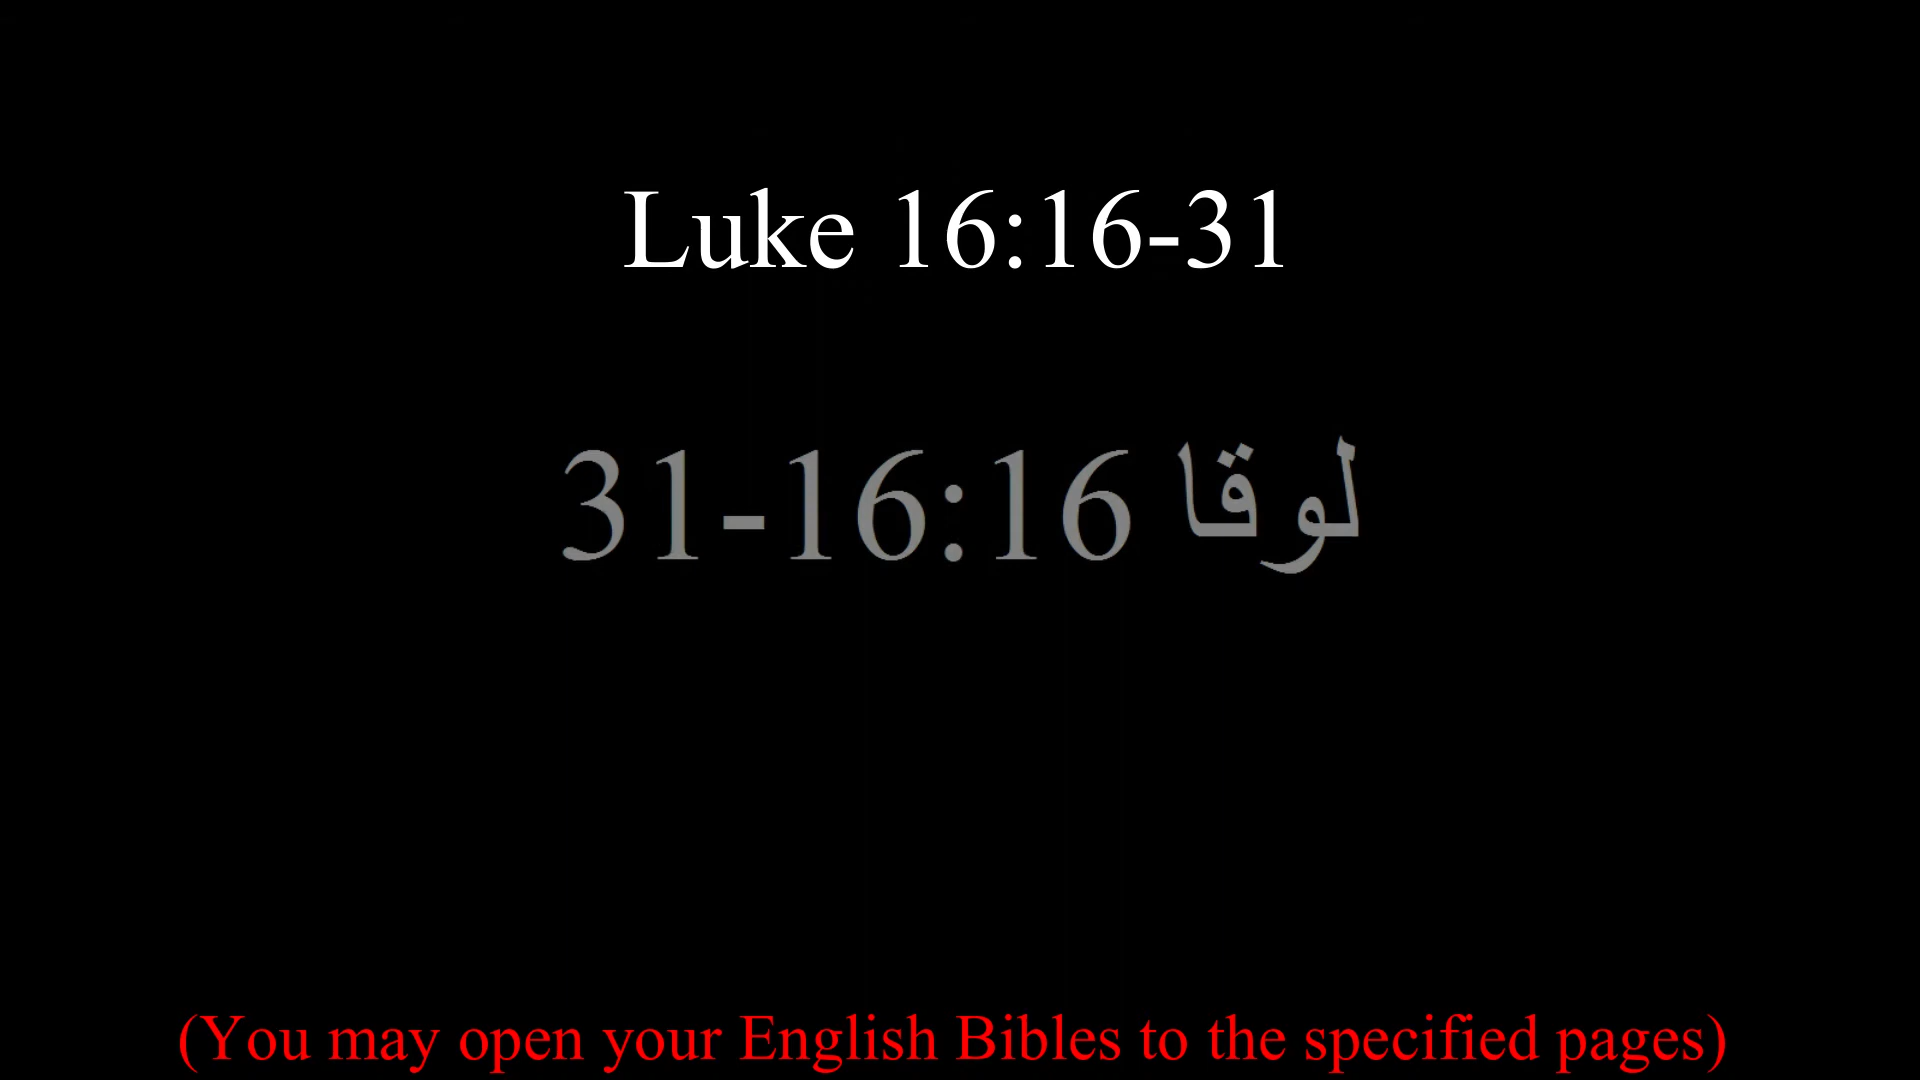 Luke 16:16-31
لوقا 16:16-31
(You may open your English Bibles to the specified pages)